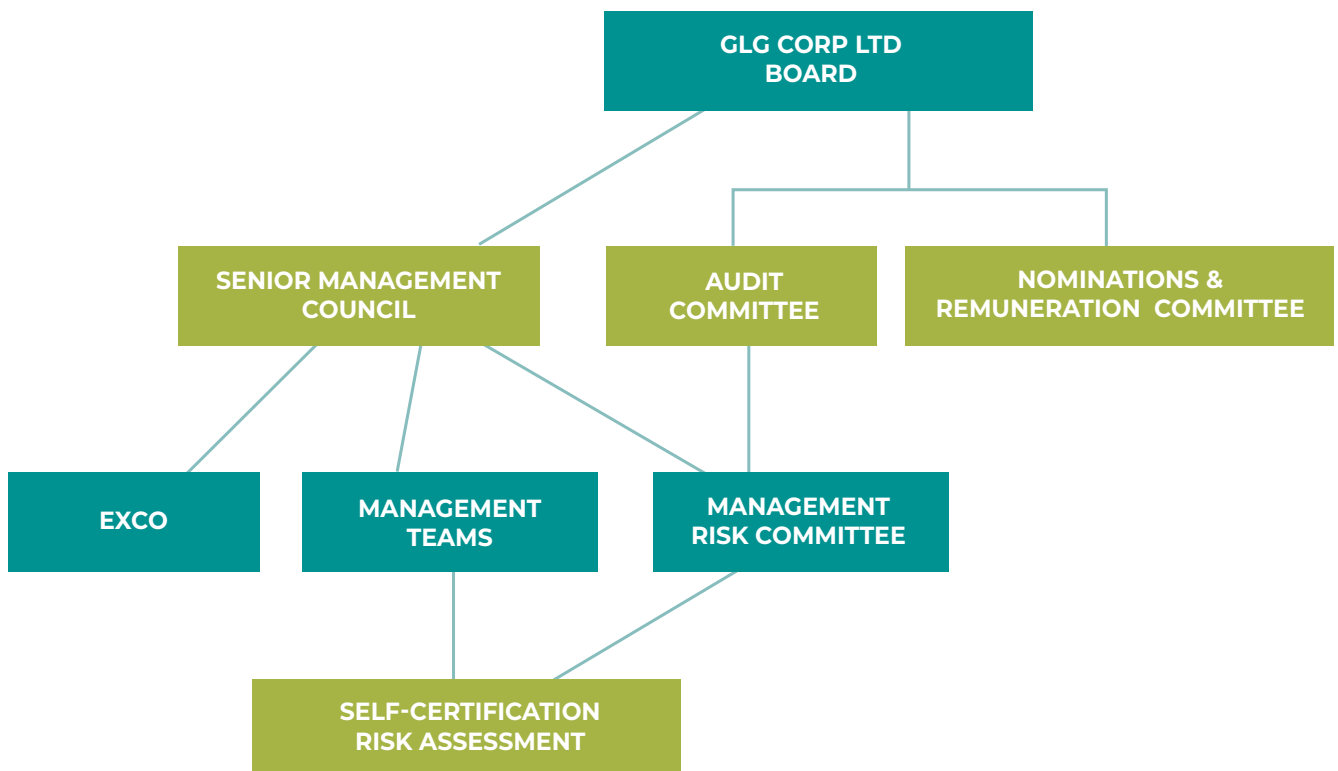 GLG CORP LTD
BOARD
SENIOR MANAGEMENT
COUNCIL
AUDIT
COMMITTEE
NOMINATIONS &
REMUNERATION COMMITTEE
EXCO
MANAGEMENT
TEAMS
MANAGEMENT
RISK COMMITTEE
SELF-CERTIFICATION
RISK ASSESSMENT